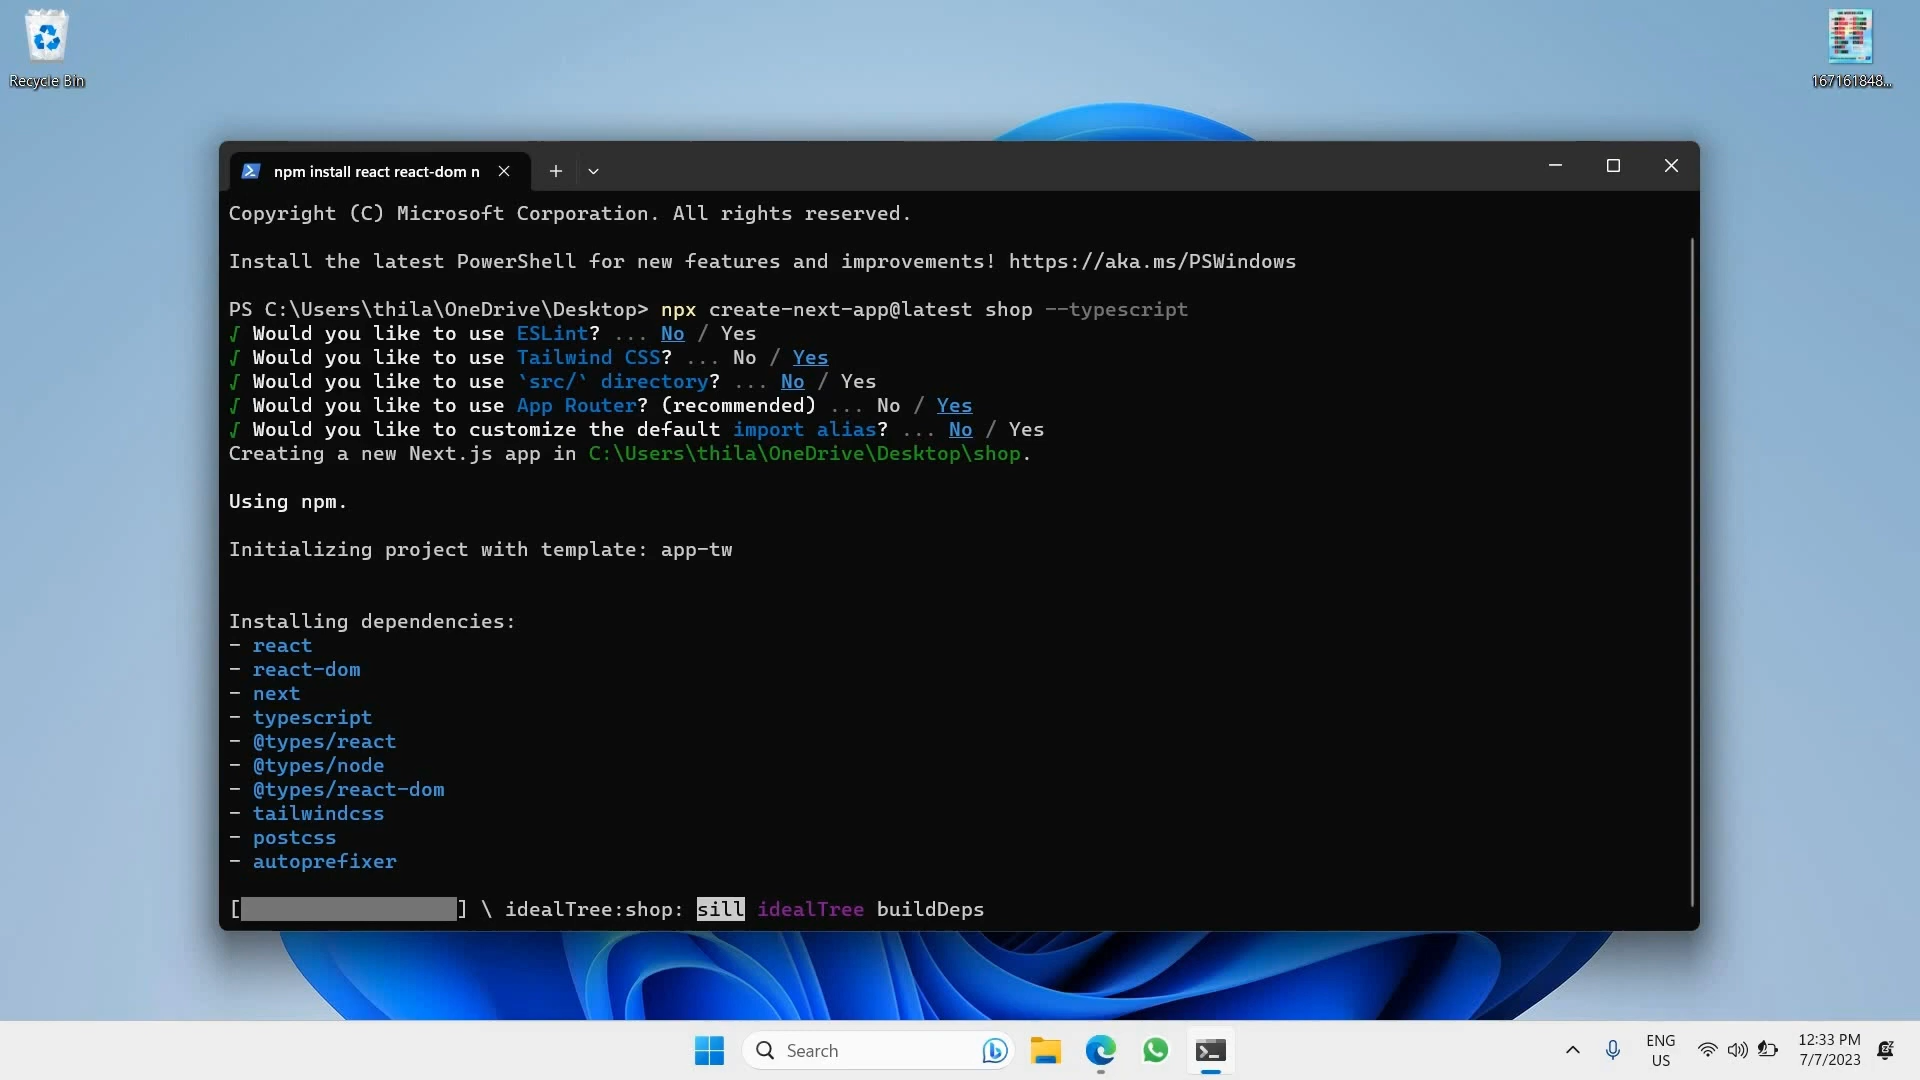 Recycle Bin
167161848...
npm install react react-dom n
Copyright (C) Microsoft Corporation. All rights reserved.
Install the latest PowerShell for new features and improvements! https://aka.ms/PSWindows
PS C:\Users\thila\OneDrive\Desktop> npx create-next-app@latest shop --typescript
√ Would you like to use ESLint? ... No / Yes
√ Would you like to use Tailwind CSS? ... No / Yes
√ Would you like to use `src/` directory? ... No / Yes
√ Would you like to use App Router? (recommended) ... No / Yes
√ Would you like to customize the default import alias? ... No / Yes
Creating a new Next.js app in C:\Users\thila\OneDrive\Desktop\shop.
Using npm.
Initializing project with template: app-tw
Installing dependencies:
- react
- react-dom
- next
- typescript
- @types/react
- @types/node
- @types/react-dom
- tailwindcss
- postcss
- autoprefixer
[                  ] \ idealTree:shop: sill idealTree buildDeps
Search
ENG
US
12:33 PM
7/7/2023